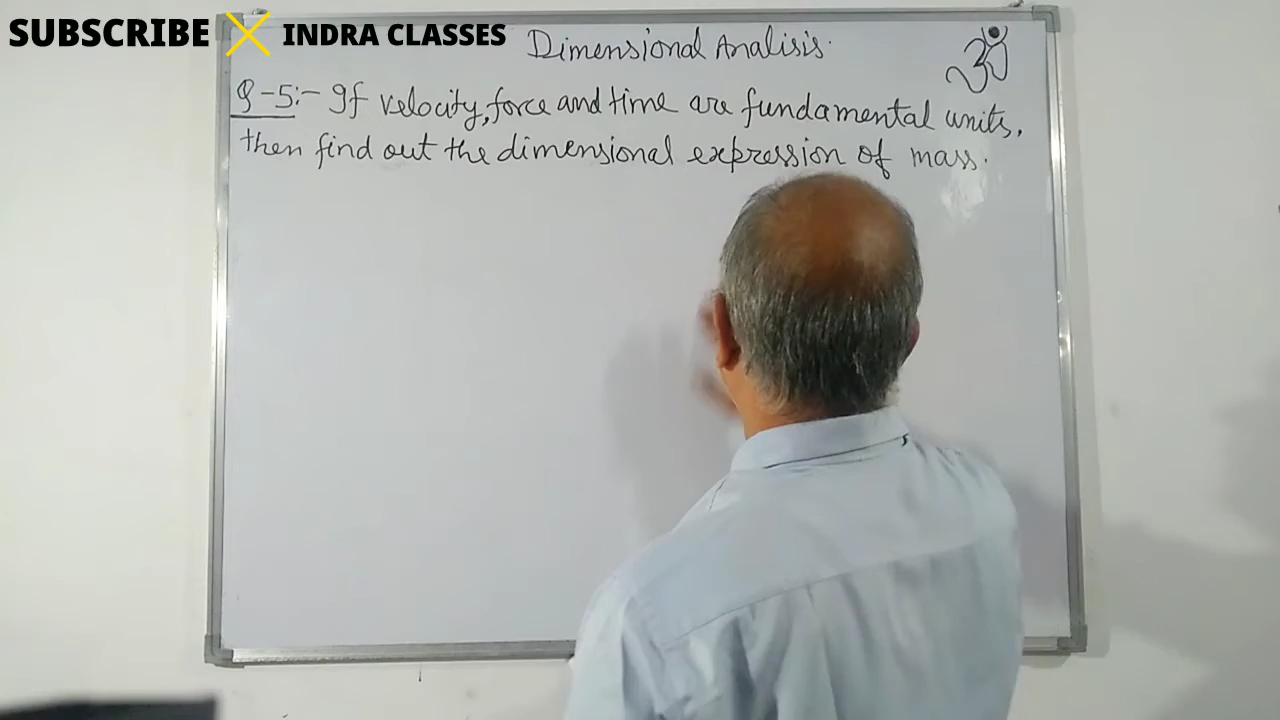 SUBSCRIBE INDRA CLASSES
Dimensional Analisis.
ॐ
Q-5:- If velocity, force and time are fundamental units,
then find out the dimensional expression of mass.